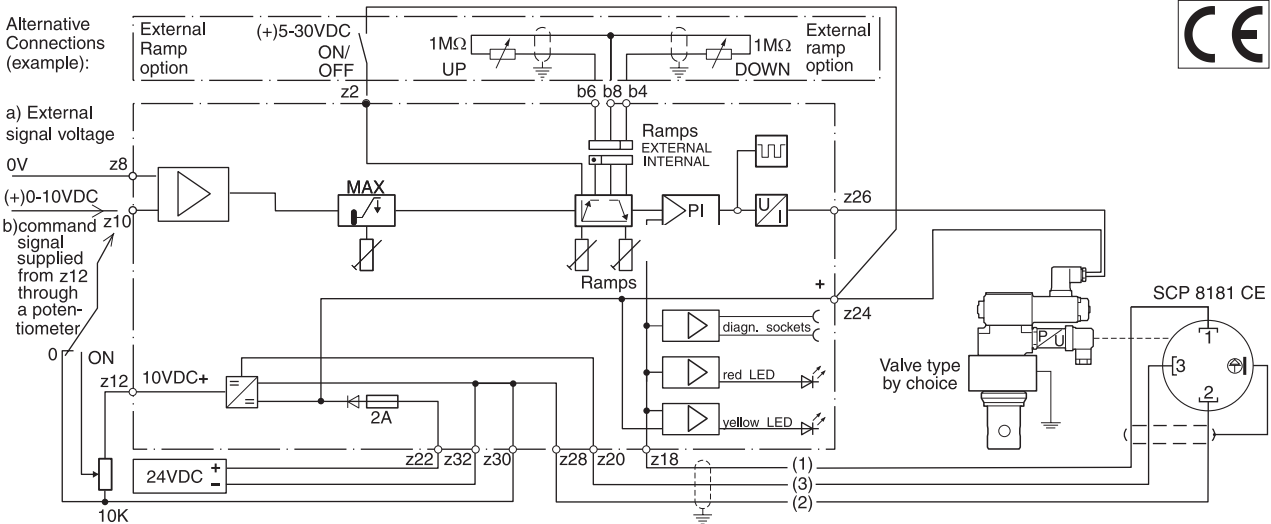 Alternative
Connections
(example):
External
Ramp
option
(+)5-30VDC
ON/
OFF
1MΩ
UP
1MΩ
DOWN
External
ramp
option
CE
z2
b6 b8 b4
a) External
signal voltage
0V
z8
(+)0-10VDC
z10
b)command
signal
supplied
from z12
through
a poten-
tiometer
0
ON
MAX
Ramps
EXTERNAL
INTERNAL
PI
U
I
z26
Ramps
+
z24
diagn. sockets
red LED
yellow LED
z12
10VDC+
2A
z22 z32 z30 z28 z20 z18
24VDC + -
10K
(1)
(3)
(2)
P U
Valve type
by choice
SCP 8181 CE
1
3
2